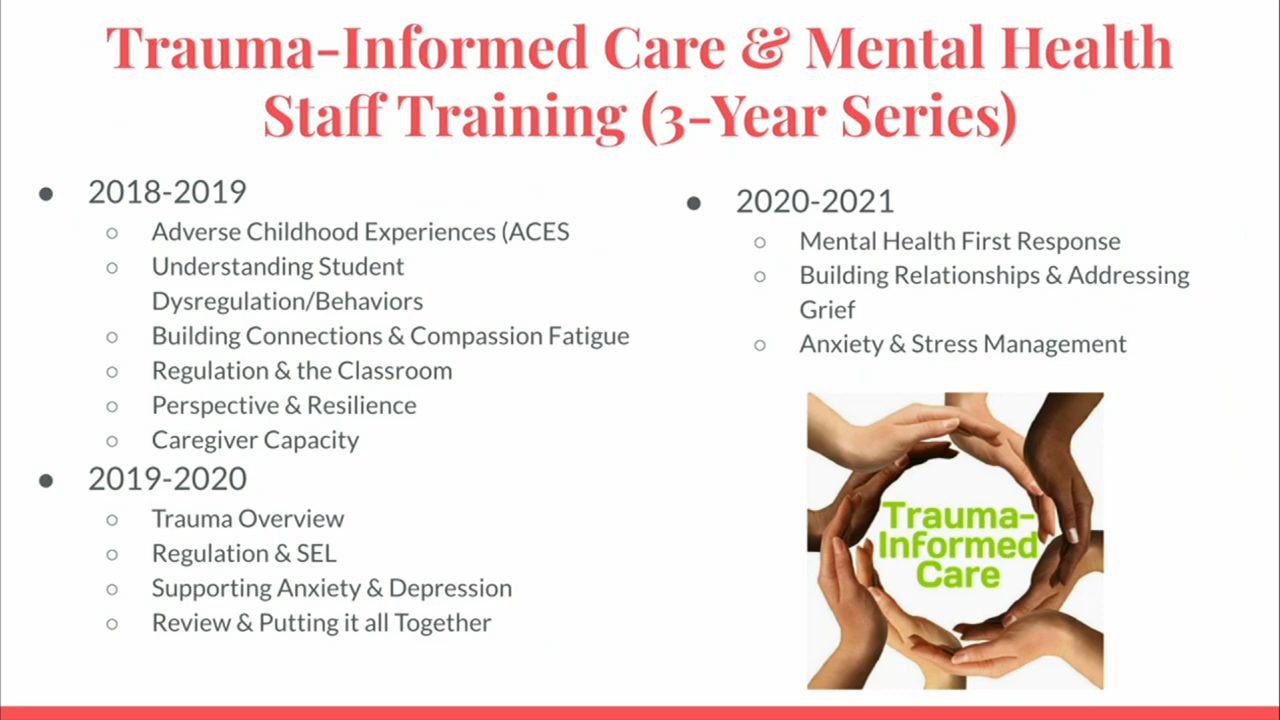 Trauma-Informed Care & Mental Health
Staff Training (3-Year Series)
● 2018-2019
○ Adverse Childhood Experiences (ACES
○ Understanding Student
Dysregulation/Behaviors
○ Building Connections & Compassion Fatigue
○ Regulation & the Classroom
○ Perspective & Resilience
○ Caregiver Capacity
● 2019-2020
○ Trauma Overview
○ Regulation & SEL
○ Supporting Anxiety & Depression
○ Review & Putting it all Together
● 2020-2021
○ Mental Health First Response
○ Building Relationships & Addressing
Grief
○ Anxiety & Stress Management
Trauma-
Informed
Care